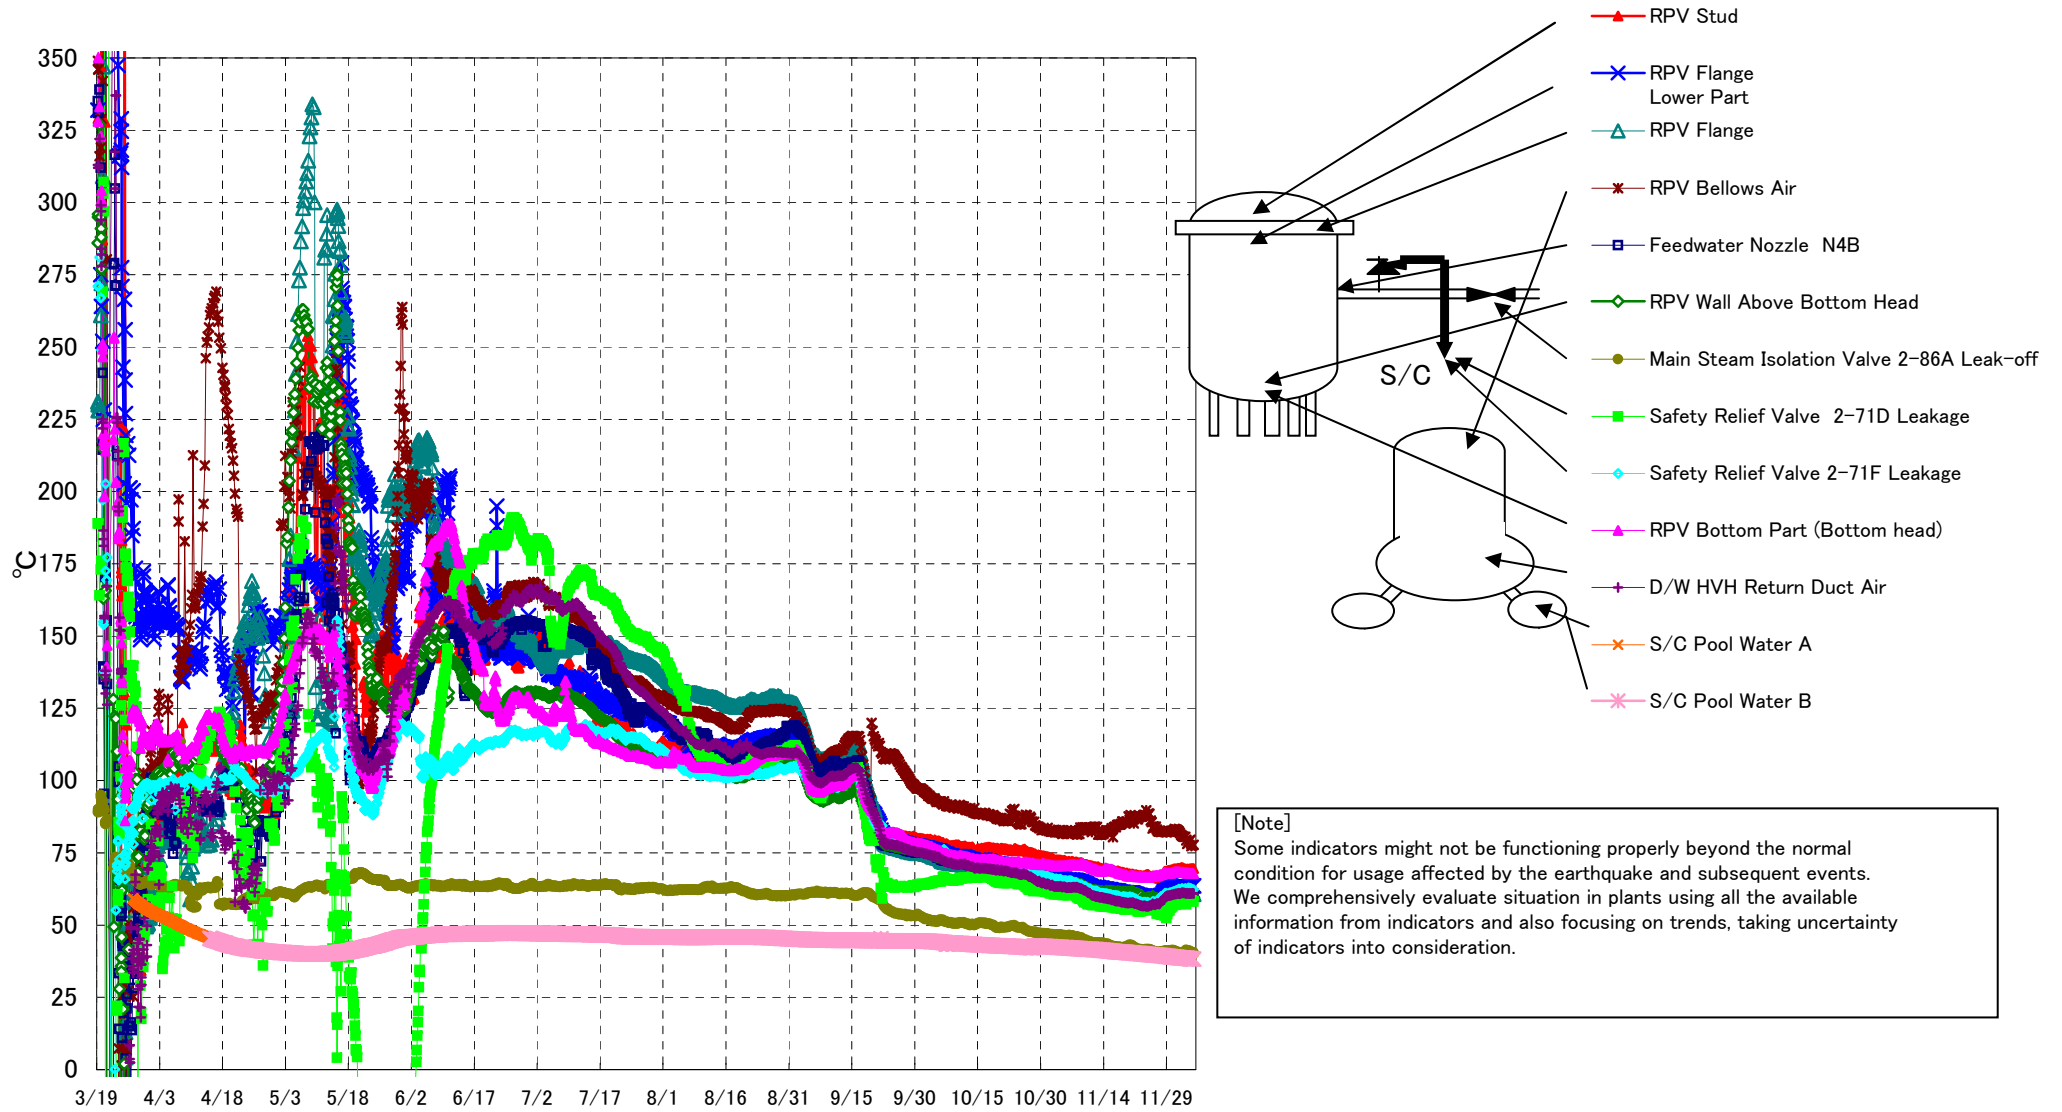 350
325
300
275
250
225
200
175
150
125
100
75
50
25
0
℃
3/19 4/3 4/18 5/3 5/18 6/2 6/17 7/2 7/17 8/1 8/16 8/31 9/15 9/30 10/15 10/30 11/14 11/29
RPV Stud
RPV Flange
Lower Part
RPV Flange
RPV Bellows Air
Feedwater Nozzle N4B
RPV Wall Above Bottom Head
Main Steam Isolation Valve 2-86A Leak-off
Safety Relief Valve 2-71D Leakage
Safety Relief Valve 2-71F Leakage
RPV Bottom Part (Bottom head)
D/W HVH Return Duct Air
S/C Pool Water A
S/C Pool Water B
S/C
[Note]
Some indicators might not be functioning properly beyond the normal
condition for usage affected by the earthquake and subsequent events.
We comprehensively evaluate situation in plants using all the available
information from indicators and also focusing on trends, taking uncertainty
of indicators into consideration.